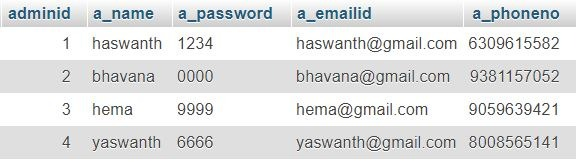 adminid a_name a_password a_emailid a_phoneno
1 haswanth 1234 haswanth@gmail.com 6309615582
2 bhavana 0000 bhavana@gmail.com 9381157052
3 hema 9999 hema@gmail.com 9059639421
4 yaswanth 6666 yaswanth@gmail.com 8008565141